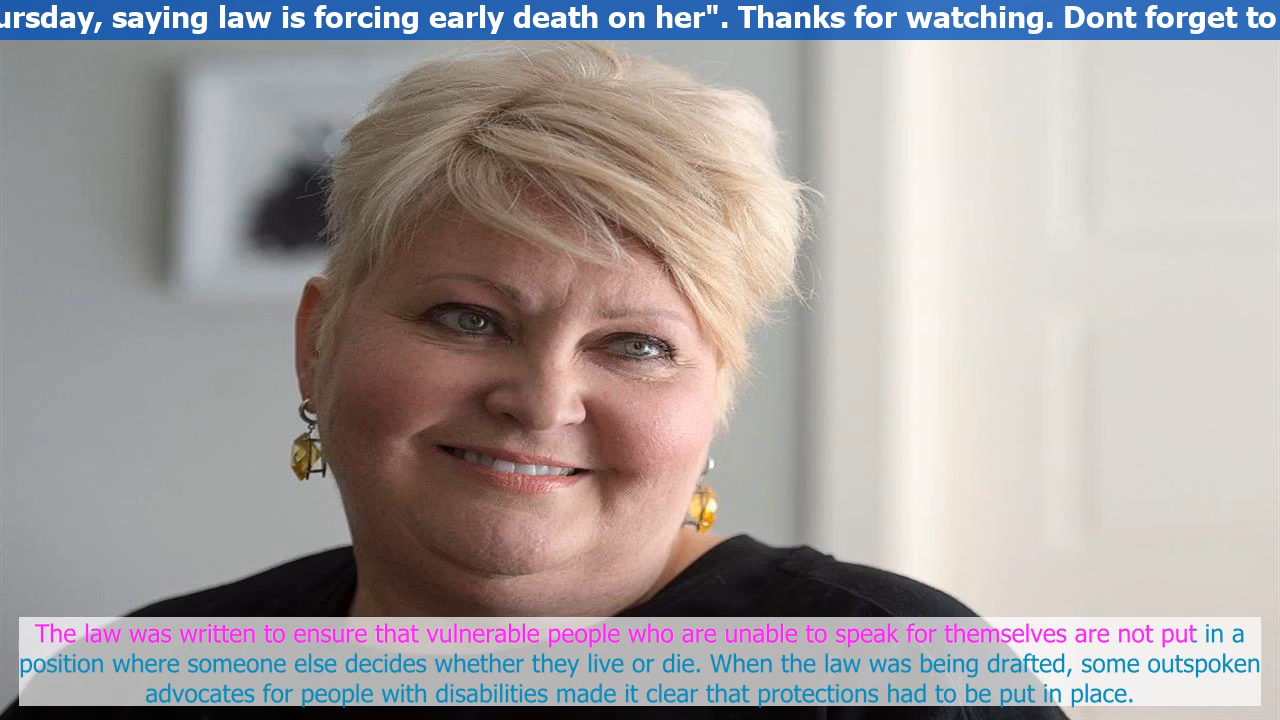 ursday, saying law is forcing early death on her". Thanks for watching. Dont forget to
The law was written to ensure that vulnerable people who are unable to speak for themselves are not put in a
position where someone else decides whether they live or die. When the law was being drafted, some outspoken
advocates for people with disabilities made it clear that protections had to be put in place.